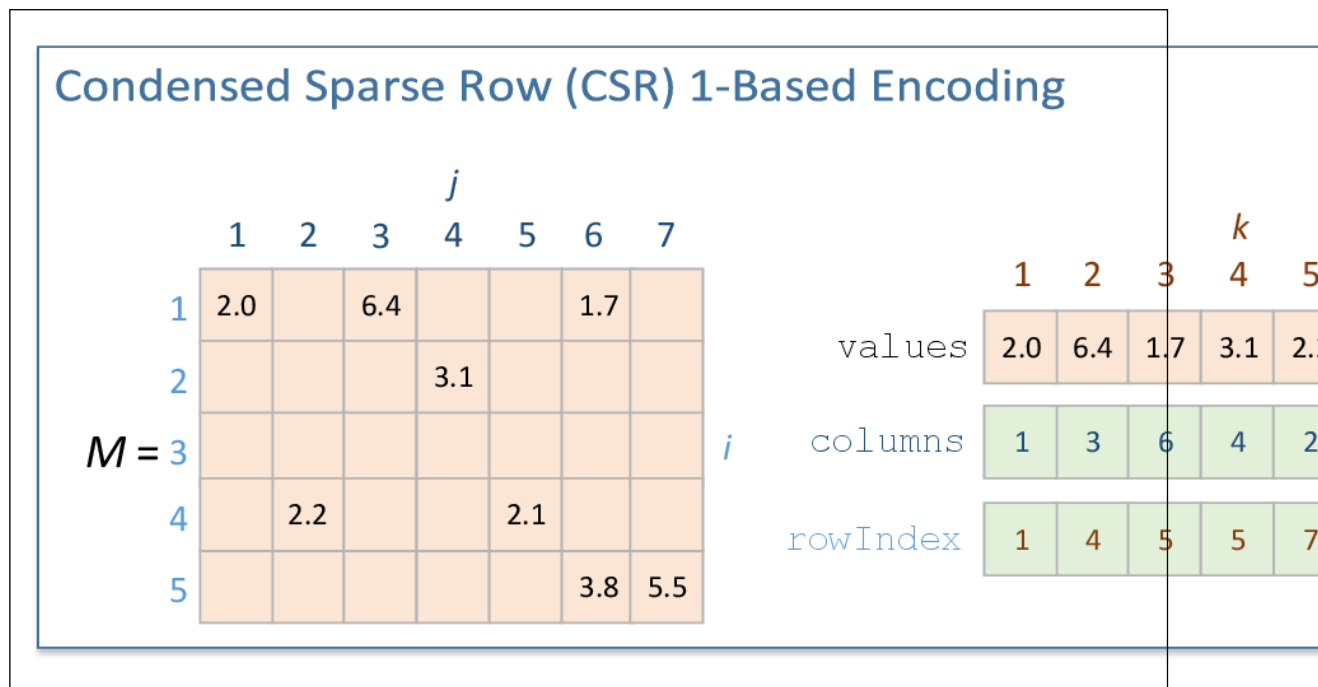 Condensed Sparse Row (CSR) 1-Based Encoding
j
1 2 3 4 5 6 7
1 2.0 6.4 1.7
2 3.1
M = 3
4 2.2 2.1
5 3.8 5.5
i
k
1 2 3 4 5
values 2.0 6.4 1.7 3.1
columns 1 3 6 4 2
rowIndex 1 4 5 5 7